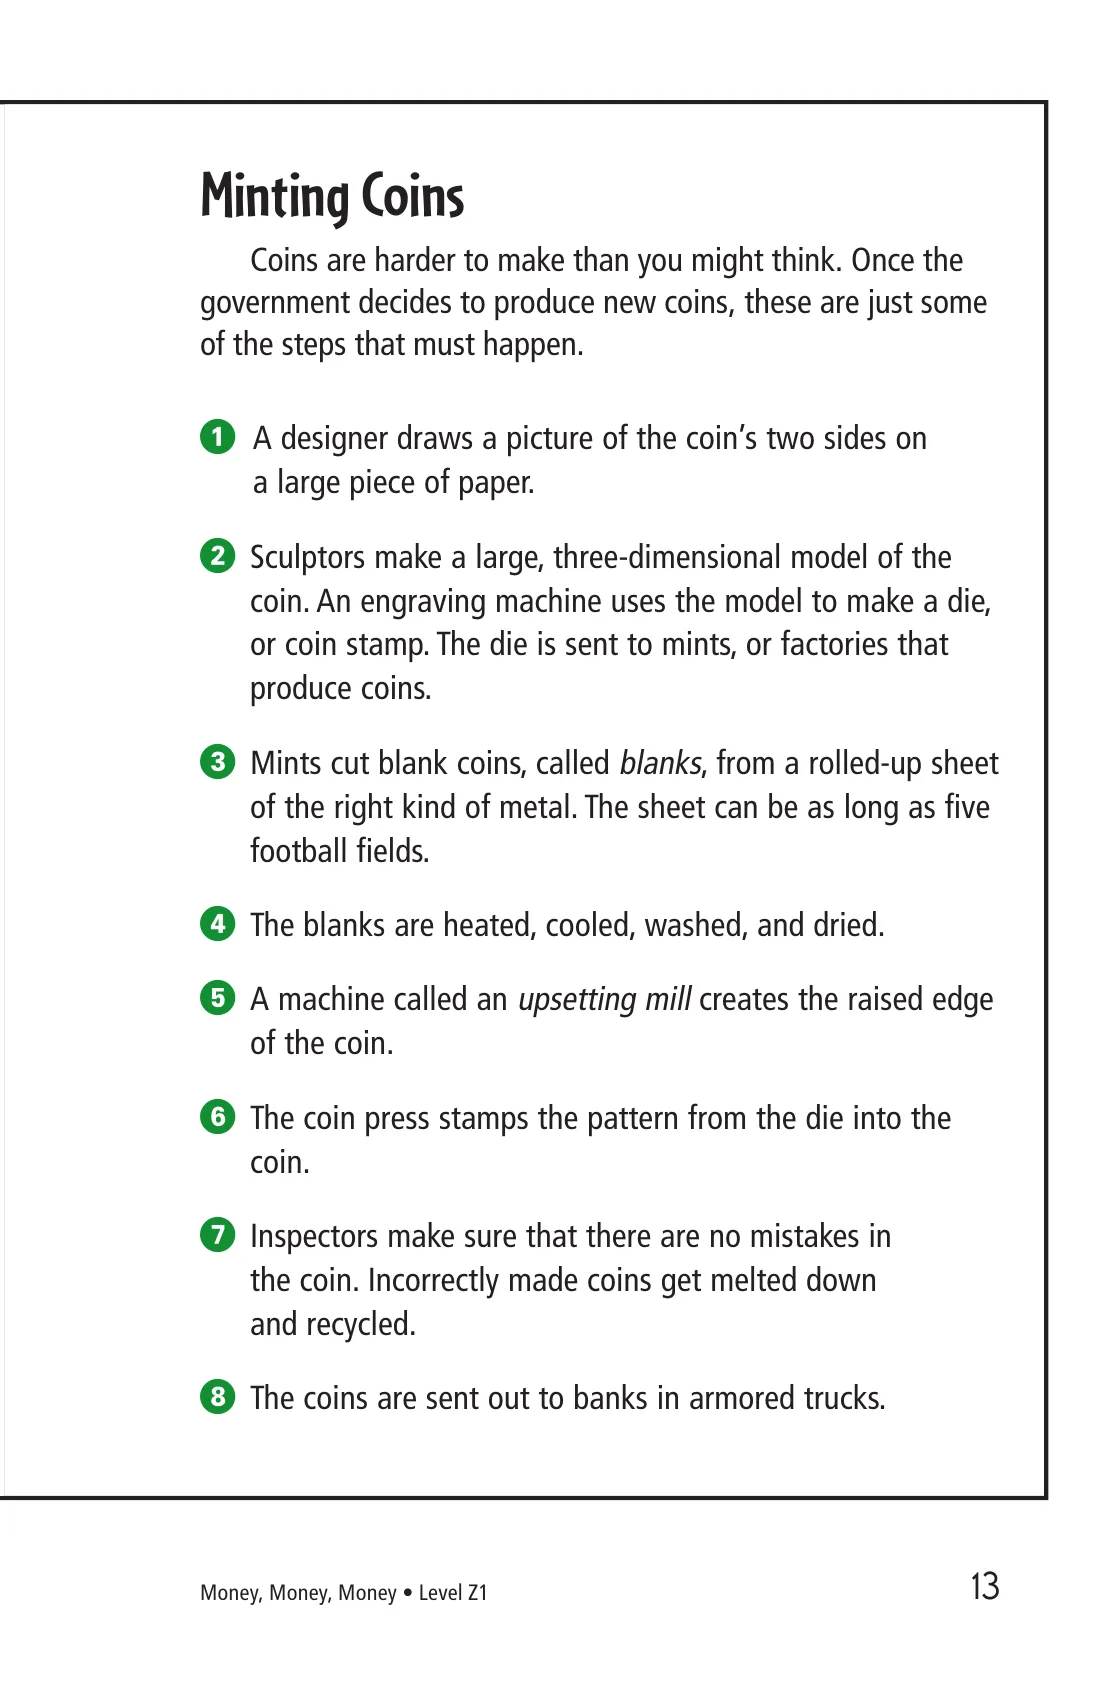 Minting Coins
Coins are harder to make than you might think. Once the
government decides to produce new coins, these are just some
of the steps that must happen.
1 A designer draws a picture of the coin’s two sides on
a large piece of paper.
2 Sculptors make a large, three-dimensional model of the
coin. An engraving machine uses the model to make a die,
or coin stamp. The die is sent to mints, or factories that
produce coins.
3 Mints cut blank coins, called blanks, from a rolled-up sheet
of the right kind of metal. The sheet can be as long as five
football fields.
4 The blanks are heated, cooled, washed, and dried.
5 A machine called an upsetting mill creates the raised edge
of the coin.
6 The coin press stamps the pattern from the die into the
coin.
7 Inspectors make sure that there are no mistakes in
the coin. Incorrectly made coins get melted down
and recycled.
8 The coins are sent out to banks in armored trucks.
Money, Money, Money • Level Z1
13